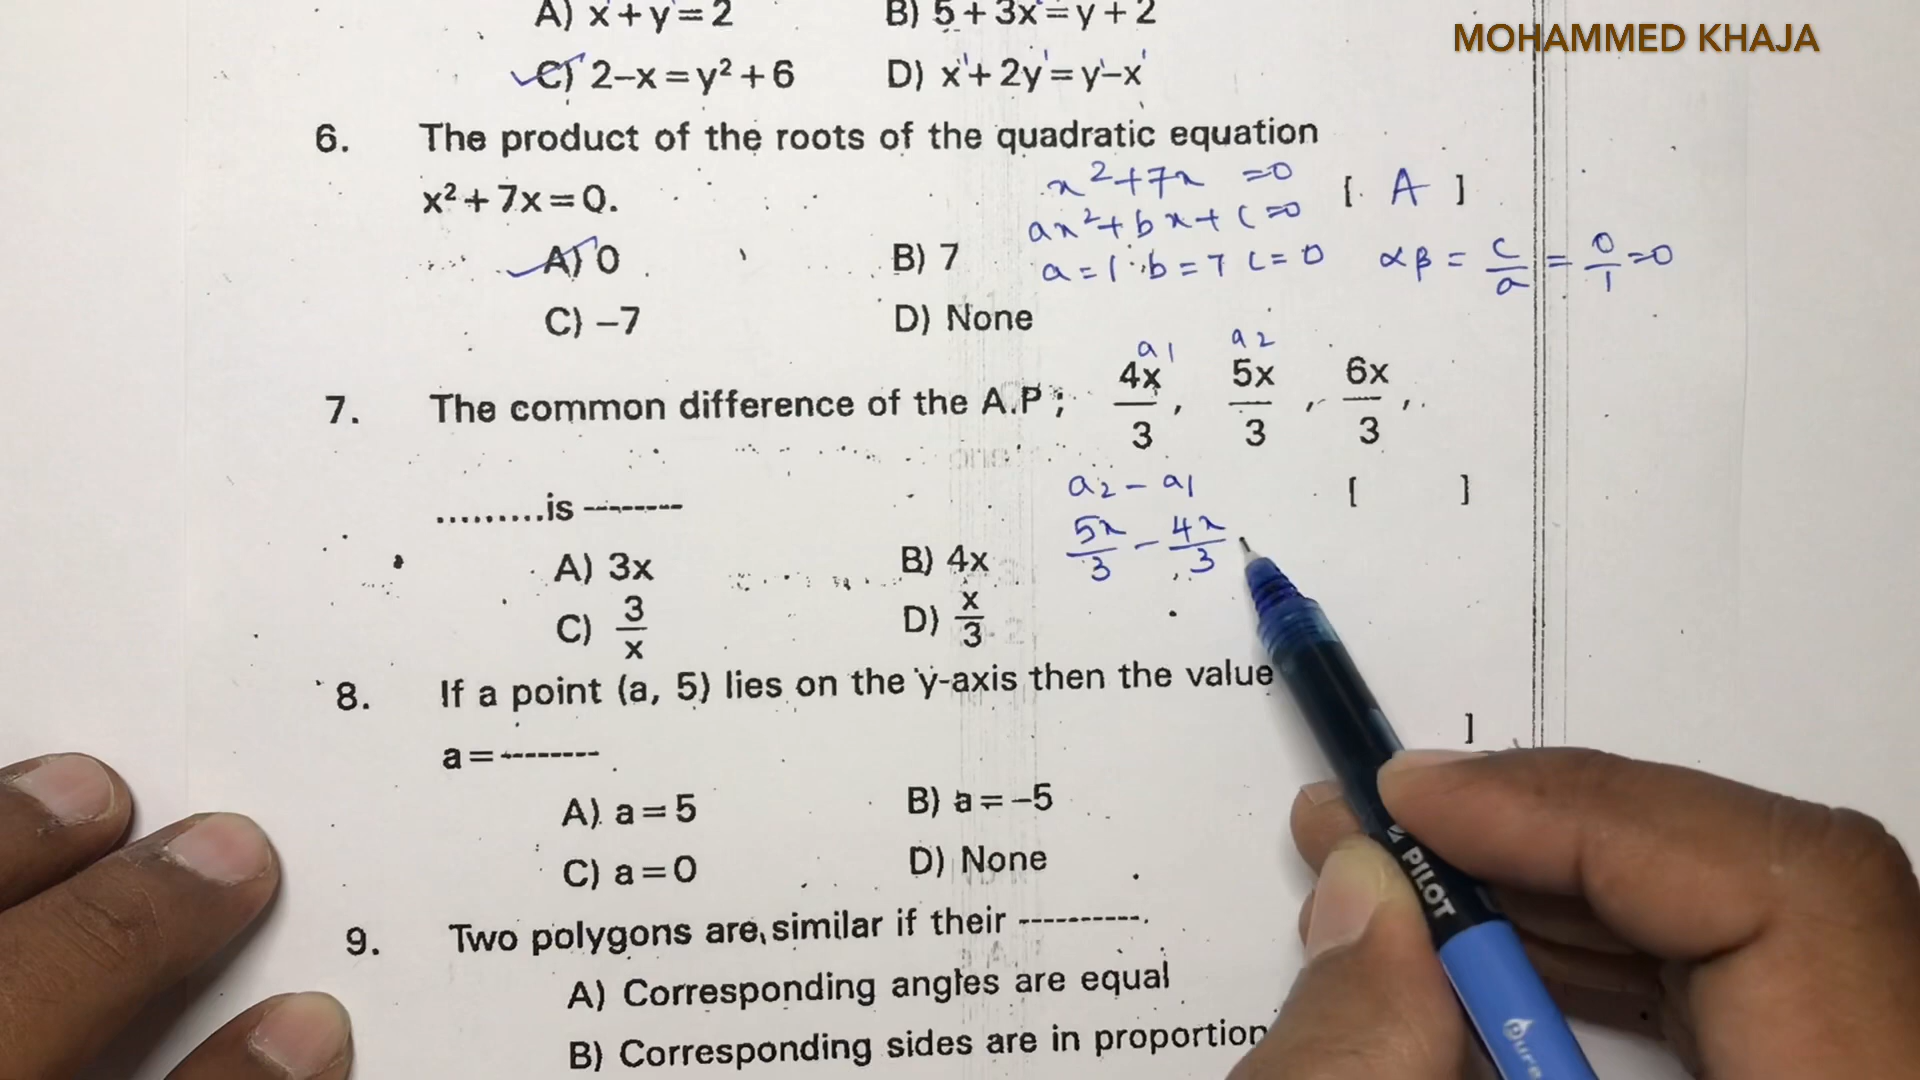 A) x + y = 2 B) 5 + 3x = y + 2
MOHAMMED KHAJA
C) 2–x = y² + 6 D) x + 2y = y–x
6. The product of the roots of the quadratic equation
x² + 7x = 0. [ A ]
x² + 7x = 0
ax² + bx + c = 0
A) 0 B) 7
a = 1 b = 7 c = 0 αβ = c/a = 0/1 = 0
C) –7 D) None
a1 a2
7. The common difference of the A.P ; 4x/3, 5x/3, 6x/3, .
.........is -------- [ ]
a2 – a1
5x/3 – 4x/3
A) 3x B) 4x
C) 3/x D) x/3
8. If a point (a, 5) lies on the y-axis then the value
a = -------- ]
A) a = 5 B) a = –5
C) a = 0 D) None
9. Two polygons are similar if their ----------.
A) Corresponding angles are equal
B) Corresponding sides are in proportion
PILOT
pure